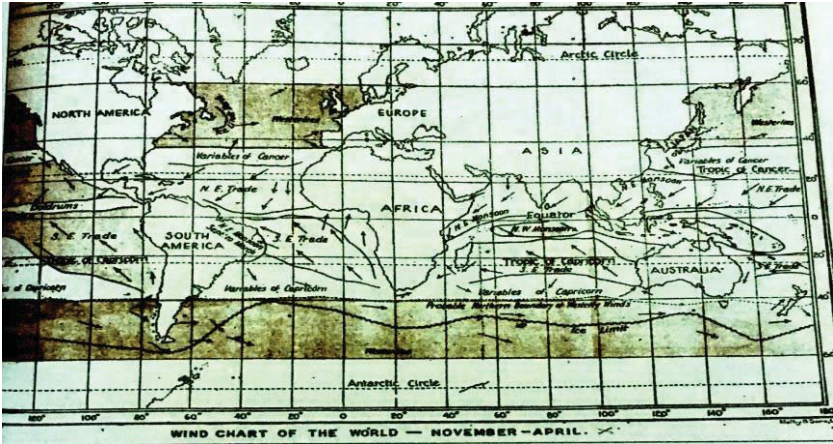 Arctic Circle
NORTH AMERICA
Westerlies
EUROPE
Westerlies
ASIA
Variables of Cancer
Variables of Cancer
Tropic of Cancer
N.E. Trade
N.E. Monsoon
N.E. Trade
Doldrums
AFRICA
N.E. Monsoon
Equator
N.W. Monsoon
S.E. Trade
SOUTH AMERICA
S.E. Trade
Tropic of Capricorn
Tropic of Capricorn
S.E. Trade
AUSTRALIA
S.E. Trade
Variables of Capricorn
Variables of Capricorn
Probable Northern Boundary of Westerly Winds
Ice Limit
Westerlies
Antarctic Circle
120° 100° 80° 60° 40° 20° 0 20° 40° 60° 80° 100° 120° 140° 160° 180
WIND CHART OF THE WORLD — NOVEMBER-APRIL.